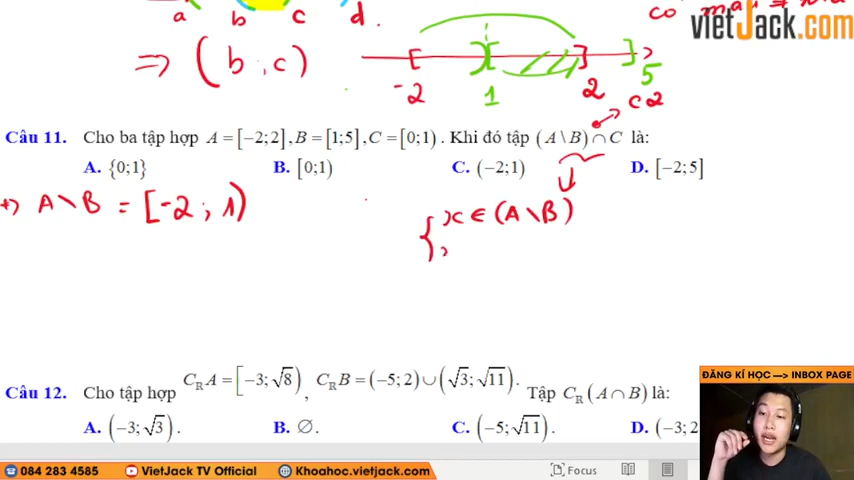 a b c d.
có
vietJack.com
⇒ (b ; c)
-2 1 2 5
cả 2
Câu 11. Cho ba tập hợp A = [−2;2], B = [1;5], C = [0;1). Khi đó tập (A \ B) ∩ C là:
A. {0;1} B. [0;1) C. (−2;1) D. [−2;5]
+) A \ B = [-2 ; 1)
{ x ∈ (A \ B)
Câu 12. Cho tập hợp C_ℝA = [−3; √8), C_ℝB = (−5; 2) ∪ (√3; √11). Tập C_ℝ(A ∩ B) là:
A. (−3; √3). B. ∅. C. (−5; √11). D. (−3; 2
ĐĂNG KÍ HỌC —> INBOX PAGE
084 283 4585 VietJack TV Official Khoahoc.vietjack.com Focus